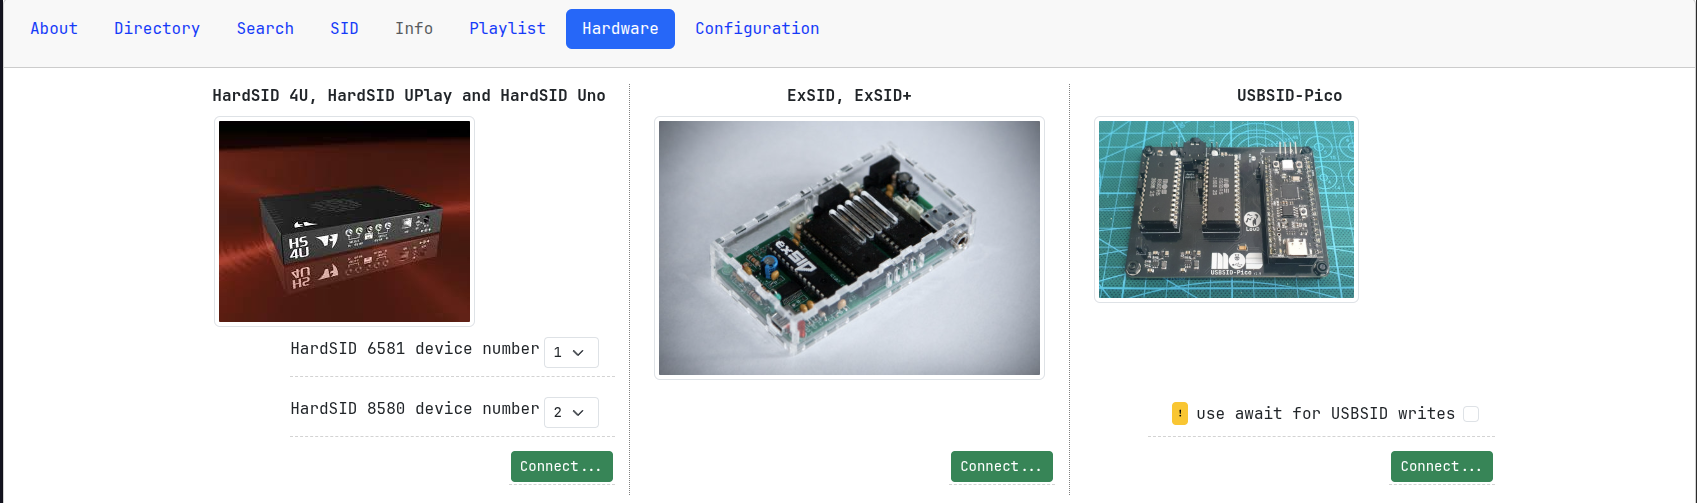 About Directory Search SID Info Playlist Hardware Configuration
HardSID 4U, HardSID UPlay and HardSID Uno
HS
4U
HardSID 6581 device number 1
HardSID 8580 device number 2
Connect...
ExSID, ExSID+
exSID
Connect...
USBSID-Pico
USBSID-Pico
! use await for USBSID writes
Connect...